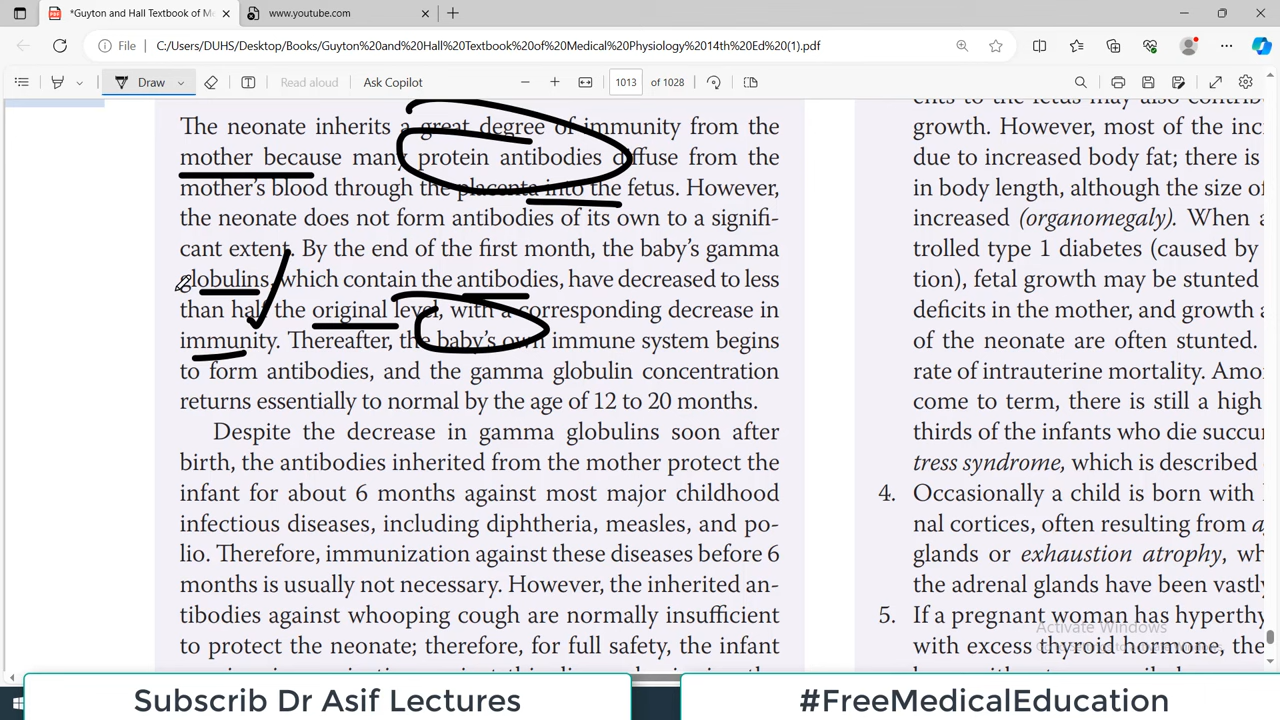 *Guyton and Hall Textbook of Me
www.youtube.com
File
C:/Users/DUHS/Desktop/Books/Guyton%20and%20Hall%20Textbook%20of%20Medical%20Physiology%2014th%20Ed%20(1).pdf
Draw
Read aloud
Ask Copilot
1013
of 1028
The neonate inherits a great degree of immunity from the
mother because many protein antibodies diffuse from the
mother's blood through the placenta into the fetus. However,
the neonate does not form antibodies of its own to a signifi-
cant extent. By the end of the first month, the baby's gamma
globulins, which contain the antibodies, have decreased to less
than half the original level, with a corresponding decrease in
immunity. Thereafter, the baby's own immune system begins
to form antibodies, and the gamma globulin concentration
returns essentially to normal by the age of 12 to 20 months.
Despite the decrease in gamma globulins soon after
birth, the antibodies inherited from the mother protect the
infant for about 6 months against most major childhood
infectious diseases, including diphtheria, measles, and po-
lio. Therefore, immunization against these diseases before 6
months is usually not necessary. However, the inherited an-
tibodies against whooping cough are normally insufficient
to protect the neonate; therefore, for full safety, the infant
ents to the fetus may also contrib
growth. However, most of the inc
due to increased body fat; there is
in body length, although the size of
increased (organomegaly). When a
trolled type 1 diabetes (caused by
tion), fetal growth may be stunted
deficits in the mother, and growth a
of the neonate are often stunted.
rate of intrauterine mortality. Amo
come to term, there is still a high
thirds of the infants who die succu
tress syndrome, which is described
4. Occasionally a child is born with
nal cortices, often resulting from a
glands or exhaustion atrophy, wh
the adrenal glands have been vastly
5. If a pregnant woman has hyperthy
with excess thyroid hormone, the
Activate Windows
Subscrib Dr Asif Lectures
#FreeMedicalEducation